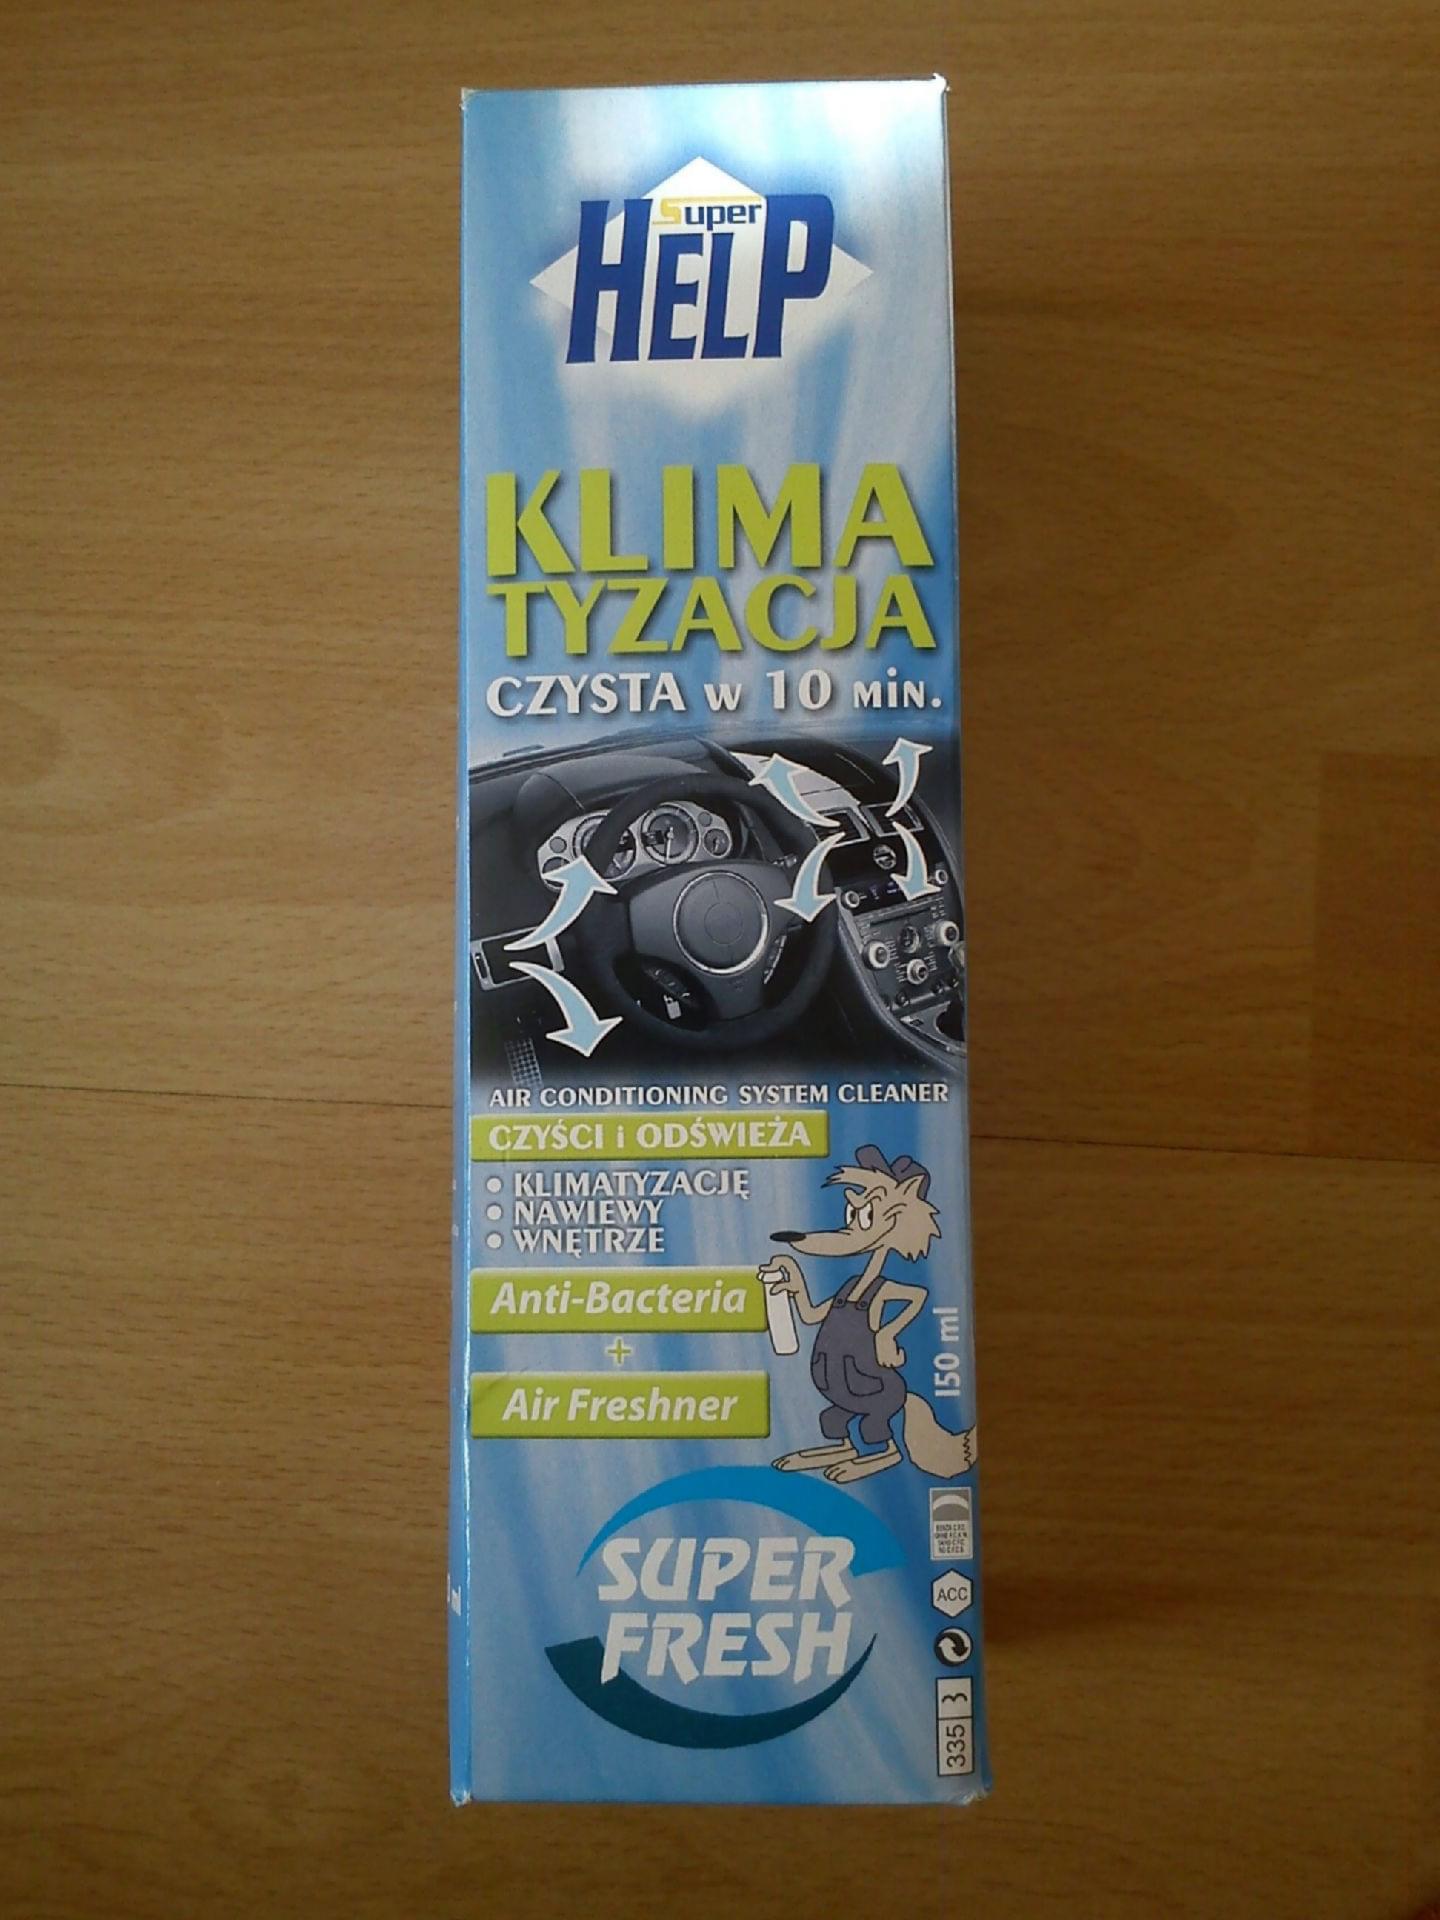 Super
HELP
KLIMA
TYZACJA
CZYSTA w 10 MiN.
AIR CONDITIONING SYSTEM CLEANER
CZYŚCI i ODŚWIEŻA
• KLIMATYZACJĘ
• NAWIEWY
• WNĘTRZE
Anti-Bacteria
+
Air Freshner
150 ml
SUPER
FRESH
ACC
335 3
ml